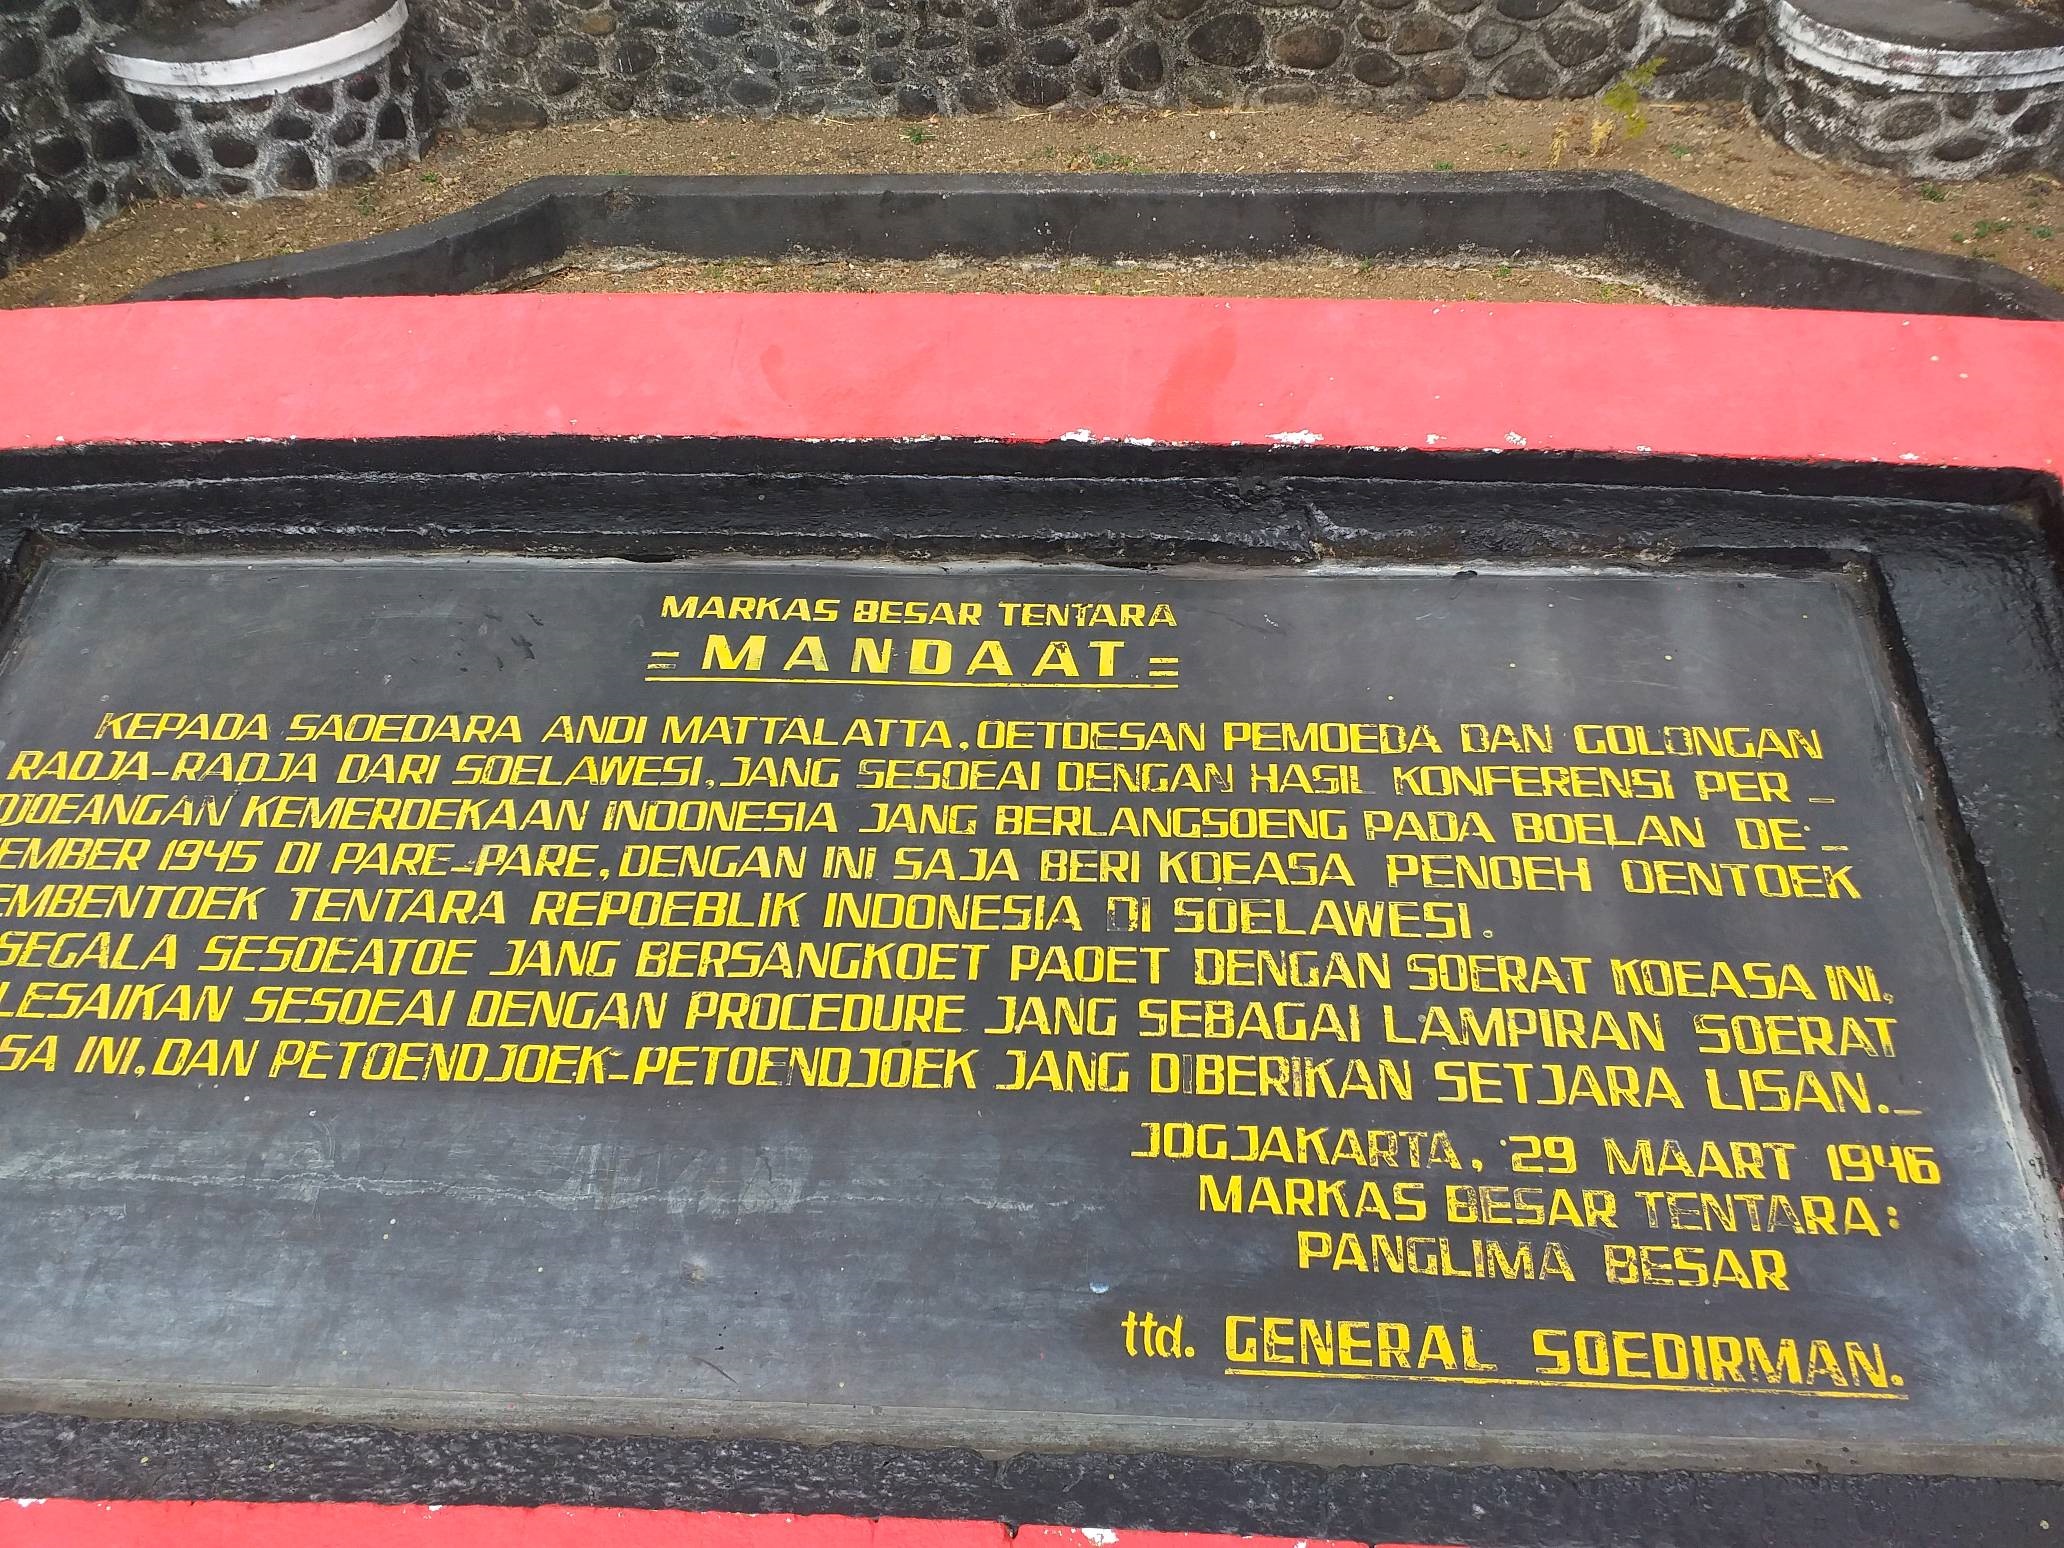 MARKAS BESAR TENTARA
= MANDAAT =
KEPADA SAOEDARA ANDI MATTALATTA, OETOESAN PEMOEDA DAN GOLONGAN
RADJA-RADJA DARI SOELAWESI, JANG SESOEAI DENGAN HASIL KONFERENSI PER -
DJOEANGAN KEMERDEKAAN INDONESIA JANG BERLANGSOENG PADA BOELAN DE -
EMBER 1945 DI PARE-PARE, DENGAN INI SAJA BERI KOEASA PENOEH OENTOEK
EMBENTOEK TENTARA REPOEBLIK INDONESIA DI SOELAWESI.
SEGALA SESOEATOE JANG BERSANGKOET PAOET DENGAN SOERAT KOEASA INI,
LESAIKAN SESOEAI DENGAN PROCEDURE JANG SEBAGAI LAMPIRAN SOERAT
SA INI, DAN PETOENDJOEK-PETOENDJOEK JANG DIBERIKAN SETJARA LISAN.-
JOGJAKARTA, 29 MAART 1946
MARKAS BESAR TENTARA:
PANGLIMA BESAR
ttd. GENERAL SOEDIRMAN.